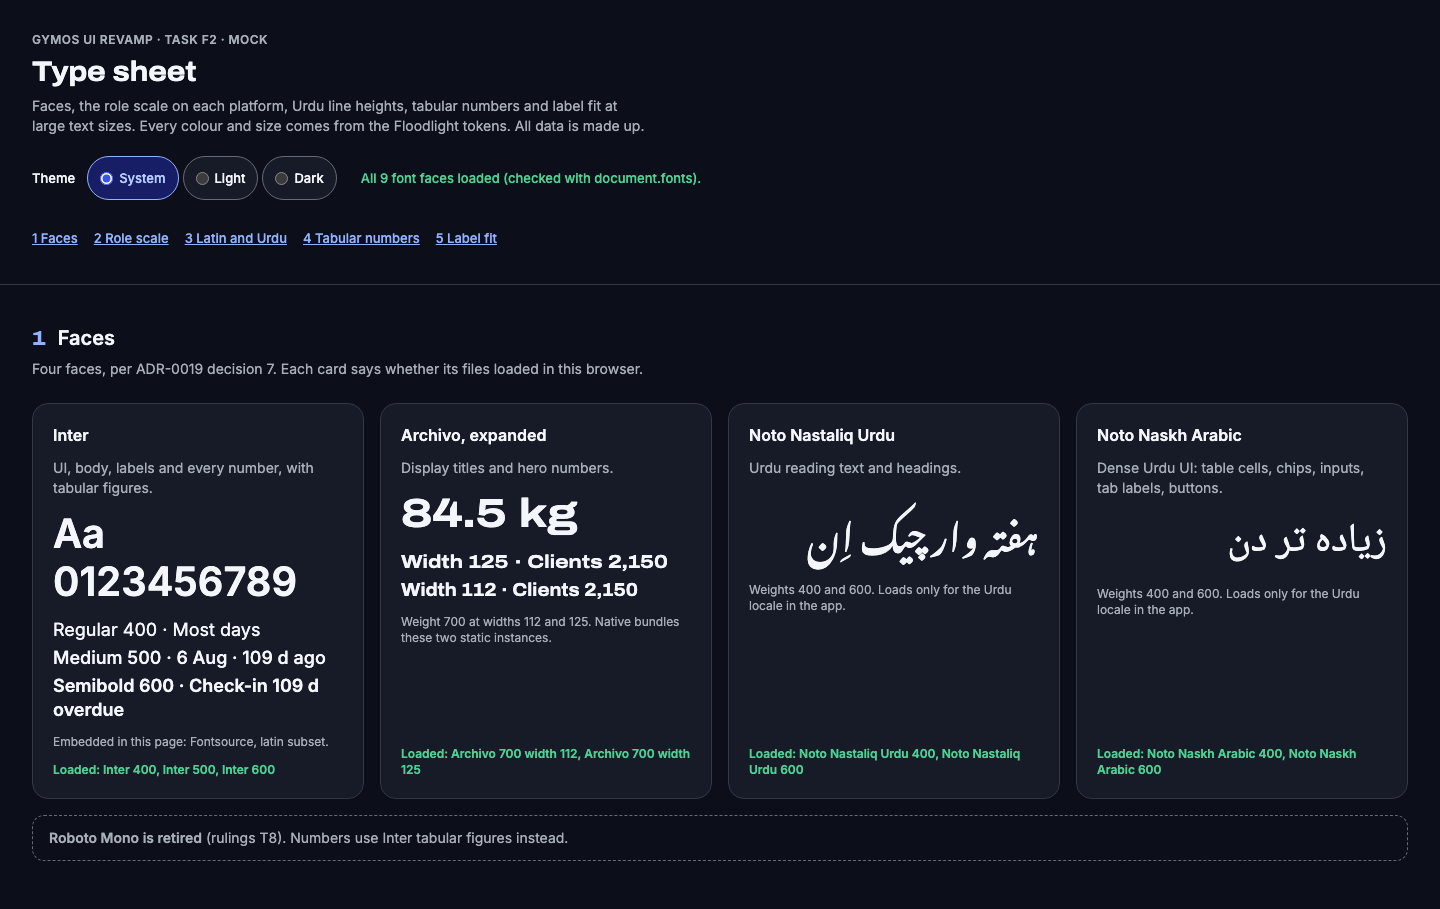 GYMOS UI REVAMP · TASK F2 · MOCK
Type sheet
Faces, the role scale on each platform, Urdu line heights, tabular numbers and label fit at
large text sizes. Every colour and size comes from the Floodlight tokens. All data is made up.
Theme System Light Dark All 9 font faces loaded (checked with document.fonts).
1 Faces 2 Role scale 3 Latin and Urdu 4 Tabular numbers 5 Label fit
1 Faces
Four faces, per ADR-0019 decision 7. Each card says whether its files loaded in this browser.
Inter
UI, body, labels and every number, with
tabular figures.
Aa
0123456789
Regular 400 · Most days
Medium 500 · 6 Aug · 109 d ago
Semibold 600 · Check-in 109 d
overdue
Embedded in this page: Fontsource, latin subset.
Loaded: Inter 400, Inter 500, Inter 600
Archivo, expanded
Display titles and hero numbers.
84.5 kg
Width 125 · Clients 2,150
Width 112 · Clients 2,150
Weight 700 at widths 112 and 125. Native bundles
these two static instances.
Loaded: Archivo 700 width 112, Archivo 700 width
125
Noto Nastaliq Urdu
Urdu reading text and headings.
ہفتہ وار چیک اِن
Weights 400 and 600. Loads only for the Urdu
locale in the app.
Loaded: Noto Nastaliq Urdu 400, Noto Nastaliq
Urdu 600
Noto Naskh Arabic
Dense Urdu UI: table cells, chips, inputs,
tab labels, buttons.
زیادہ تر دن
Weights 400 and 600. Loads only for the Urdu
locale in the app.
Loaded: Noto Naskh Arabic 400, Noto Naskh
Arabic 600
Roboto Mono is retired (rulings T8). Numbers use Inter tabular figures instead.